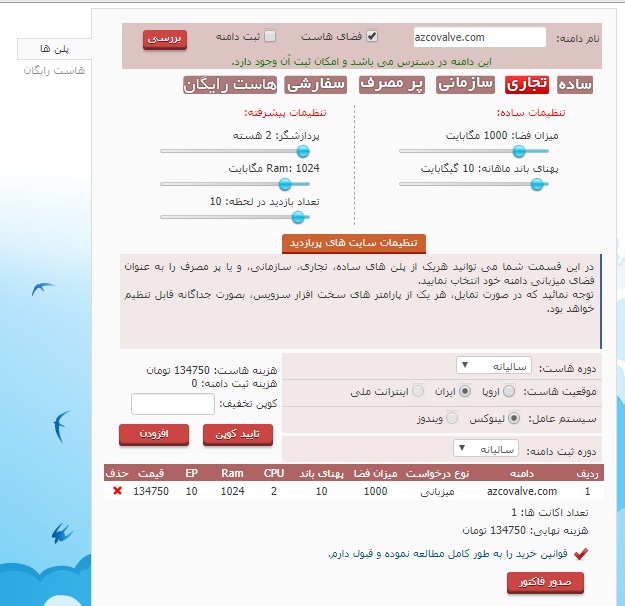 پلن ها
هاست رایگان
نام دامنه: azcovalve.com فضای هاست ثبت دامنه بررسی
این دامنه در دسترس می باشد و امکان ثبت آن وجود دارد.
ساده تجاری سازمانی پر مصرف سفارشی هاست رایگان
تنظیمات ساده:
میزان فضا: 1000 مگابایت
پهنای باند ماهانه: 10 گیگابایت
تنظیمات پیشرفته:
پردازشگر: 2 هسته
Ram: 1024 مگابایت
تعداد بازدید در لحظه: 10
تنظیمات سایت های پربازدید
در این قسمت شما می توانید هریک از پلن های ساده، تجاری، سازمانی، و یا پر مصرف را به عنوان
فضای میزبانی دامنه خود انتخاب نمایید.
توجه نمائید که در صورت تمایل، هر یک از پارامتر های سخت افزار سرویس، بصورت جداگانه قابل تنظیم
خواهد بود.
دوره هاست: سالیانه
موقعیت هاست: اروپا ایران اینترانت ملی
سیستم عامل: لینوکس ویندوز
دوره ثبت دامنه: سالیانه
هزینه هاست: 134750 تومان
هزینه ثبت دامنه: 0
کوپن تخفیف:
تایید کوپن افزودن
ردیف دامنه نوع درخواست میزان فضا پهنای باند CPU Ram EP قیمت حذف
1 azcovalve.com میزبانی 1000 10 2 1024 10 134750
تعداد اکانت ها: 1
هزینه نهایی: 134750 تومان
قوانین خرید را به طور کامل مطالعه نموده و قبول دارم.
صدور فاکتور